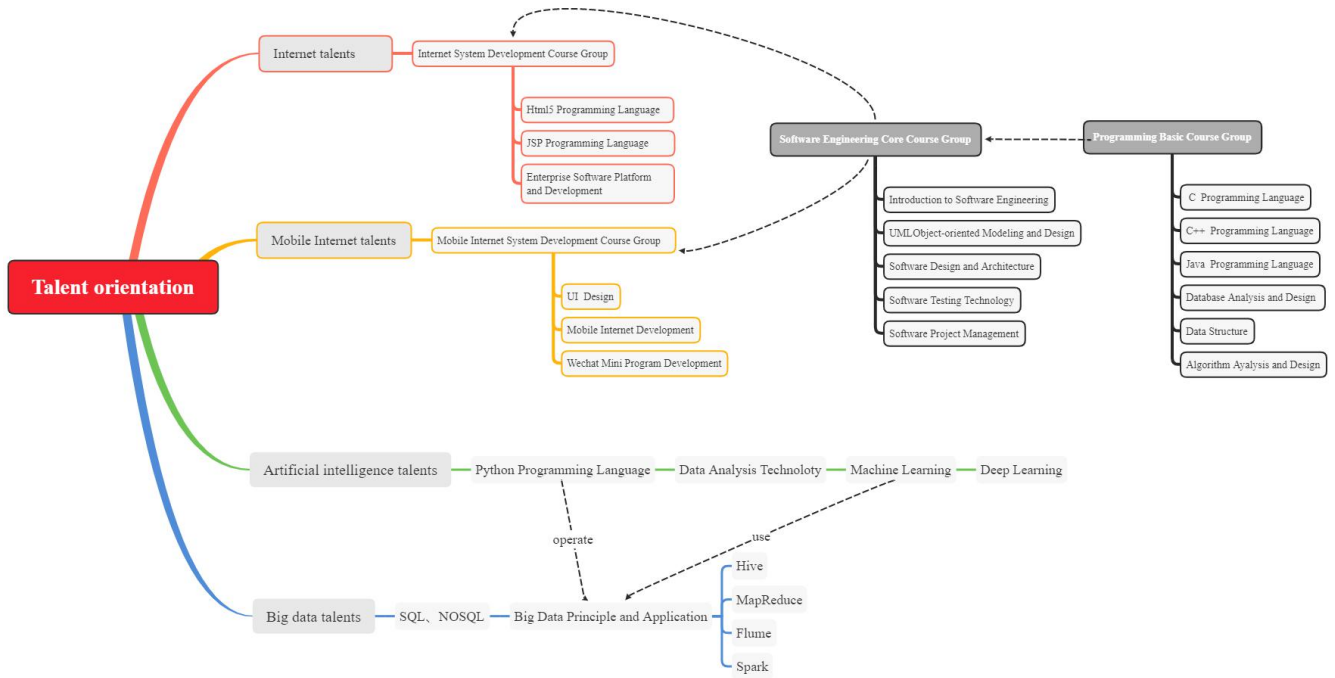 Internet talents
Internet System Development Course Group
Html5 Programming Language
JSP Programming Language
Enterprise Software Platform
and Development
Software Engineering Core Course Group
Introduction to Software Engineering
UMLObject-oriented Modeling and Design
Software Design and Architecture
Software Testing Technology
Software Project Management
Programming Basic Course Group
C Programming Language
C++ Programming Language
Java Programming Language
Database Analysis and Design
Data Structure
Algorithm Ayalysis and Design
Talent orientation
Mobile Internet talents
Mobile Internet System Development Course Group
UI Design
Mobile Internet Development
Wechat Mini Program Development
Artificial intelligence talents
Python Programming Language
Data Analysis Technoloty
Machine Learning
Deep Learning
operate
use
Big data talents
SQL、NOSQL
Big Data Principle and Application
Hive
MapReduce
Flume
Spark